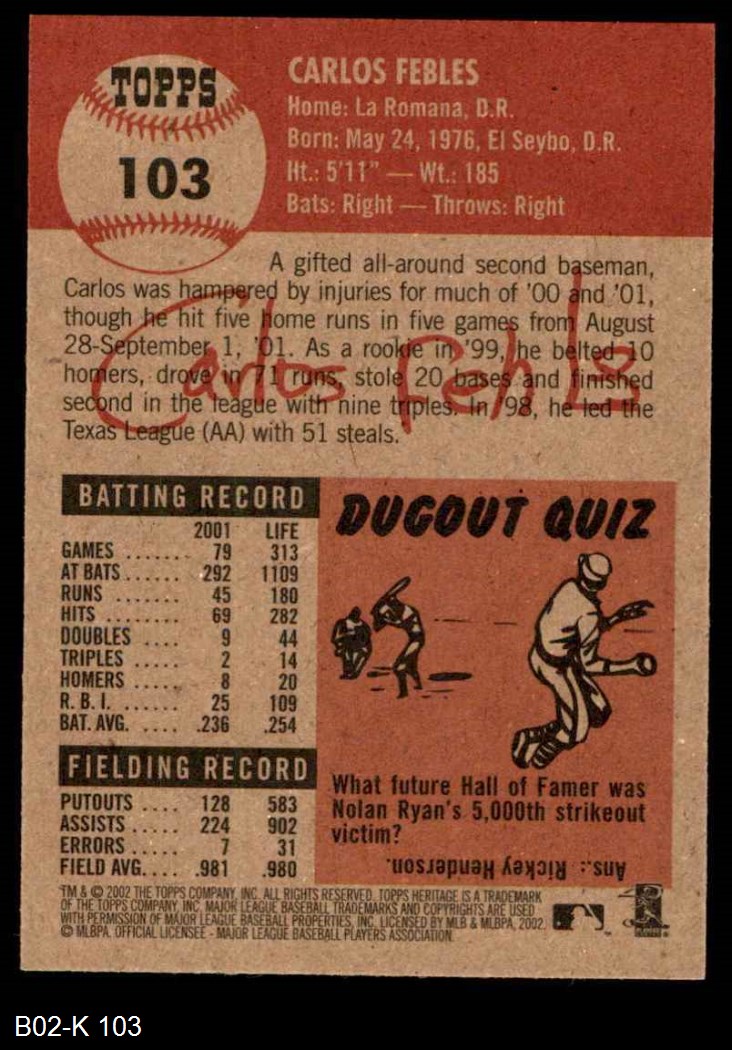 TOPPS
103
CARLOS FEBLES
Home: La Romana, D.R.
Born: May 24, 1976, El Seybo, D.R.
Ht.: 5'11" — Wt.: 185
Bats: Right — Throws: Right
A gifted all-around second baseman,
Carlos was hampered by injuries for much of '00 and '01,
though he hit five home runs in five games from August
28-September 1, '01. As a rookie in '99, he belted 10
homers, drove in 71 runs, stole 20 bases and finished
second in the league with nine triples. In '98, he led the
Texas League (AA) with 51 steals.
Carlos Febles
BATTING RECORD
2001 LIFE
GAMES ....... 79 313
AT BATS ...... 292 1109
RUNS ....... 45 180
HITS ........ 69 282
DOUBLES .... 9 44
TRIPLES ..... 2 14
HOMERS .... 8 20
R.B.I. ....... 25 109
BAT. AVG. .... .236 .254
FIELDING RECORD
PUTOUTS .... 128 583
ASSISTS ..... 224 902
ERRORS .... 7 31
FIELD AVG.... .981 .980
DUGOUT QUIZ
What future Hall of Famer was
Nolan Ryan's 5,000th strikeout
victim?
Ans.: Rickey Henderson.
TM & © 2002 THE TOPPS COMPANY, INC. ALL RIGHTS RESERVED. TOPPS HERITAGE IS A TRADEMARK
OF THE TOPPS COMPANY, INC. MAJOR LEAGUE BASEBALL TRADEMARKS AND COPYRIGHTS ARE USED
WITH PERMISSION OF MAJOR LEAGUE BASEBALL PROPERTIES, INC. LICENSED BY MLB & MLBPA, 2002.
© MLBPA. OFFICIAL LICENSEE - MAJOR LEAGUE BASEBALL PLAYERS ASSOCIATION.
B02-K 103